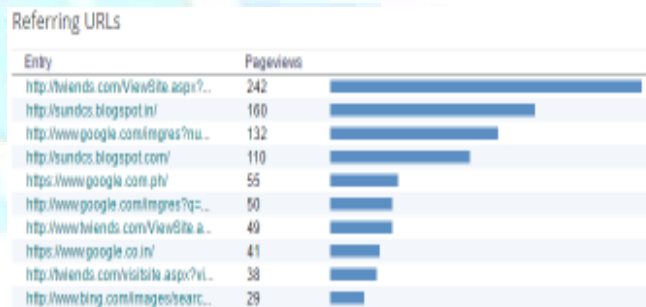 Referring URLs
Entry Pageviews
http://twiends.com/ViewSite.aspx?... 242
http://sundcs.blogspot.in/ 160
http://www.google.com/imgres?nu... 132
http://sundcs.blogspot.com/ 110
https://www.google.com.ph/ 55
http://www.google.com/imgres?q=... 50
http://www.twiends.com/ViewSite.a... 49
https://www.google.co.in/ 41
http://twiends.com/visitsite.aspx?vi... 38
http://www.bing.com/images/searc... 29